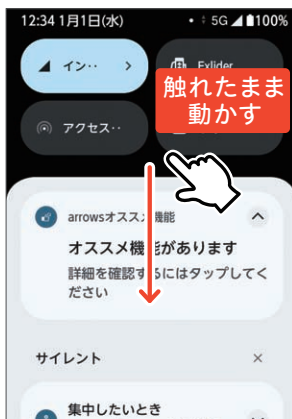 12:34 1月1日(水) 5G 100%
イン‥ Exlider
触れたまま
動かす
アクセス‥
arrowsオススメ機能
オススメ機能があります
詳細を確認するにはタップしてく
ださい
サイレント
集中したいとき